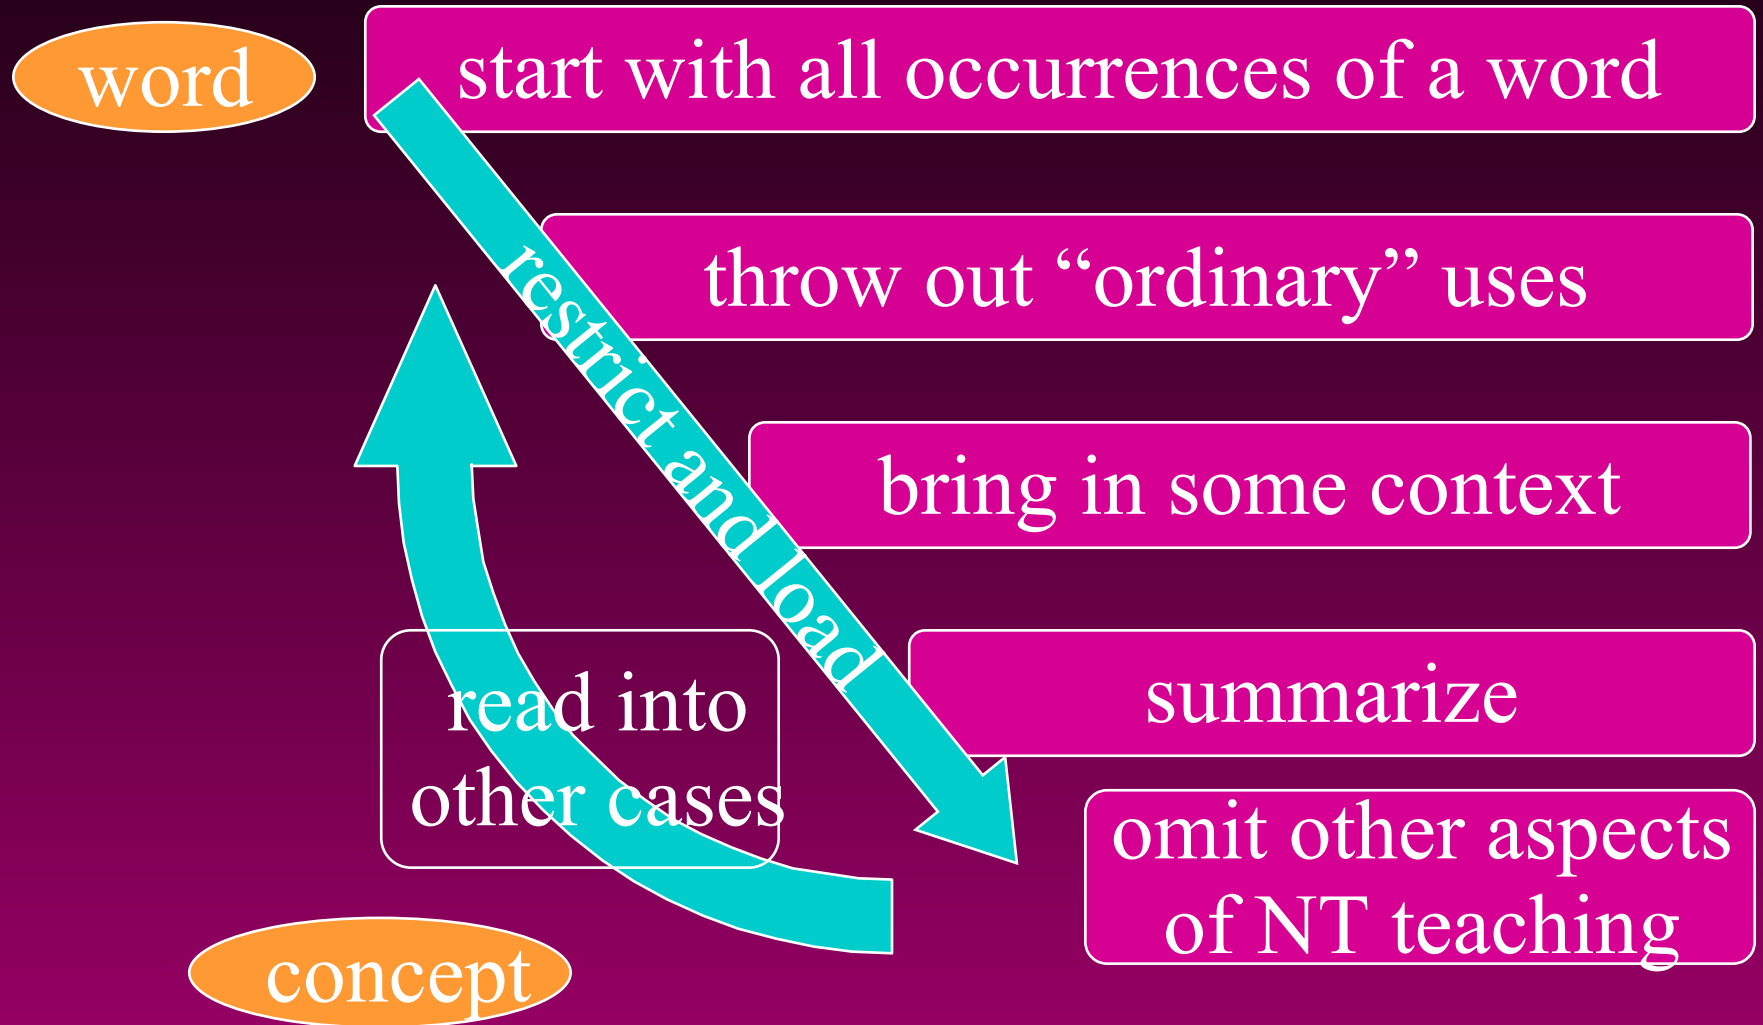 word
start with all occurrences of a word
throw out “ordinary” uses
restrict and load
bring in some context
summarize
read into
other cases
omit other aspects
of NT teaching
concept